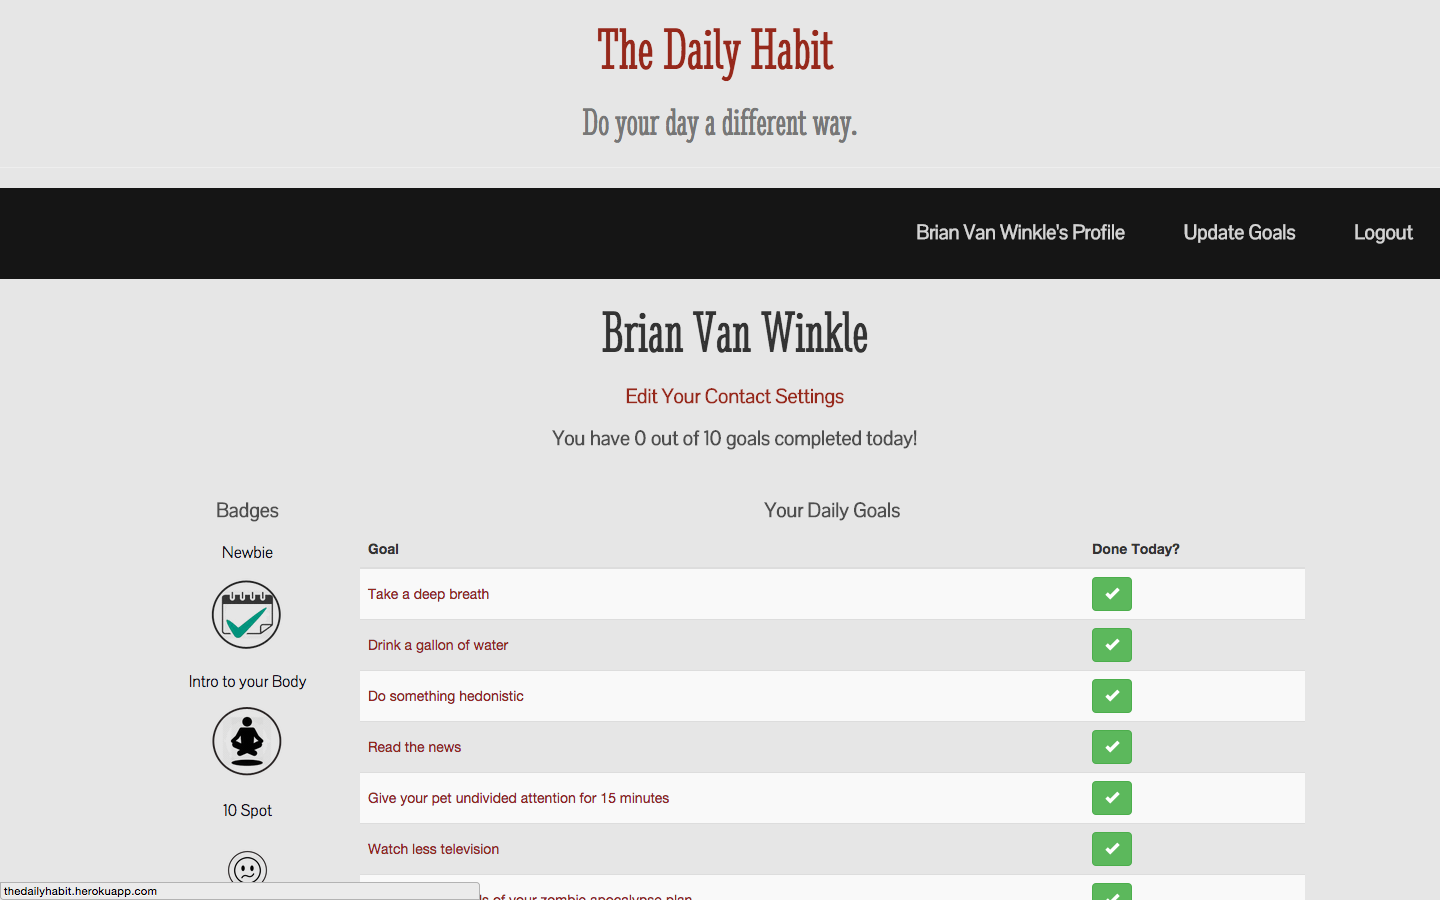 The Daily Habit
Do your day a different way.
Brian Van Winkle's Profile Update Goals Logout
Brian Van Winkle
Edit Your Contact Settings
You have 0 out of 10 goals completed today!
Badges
Newbie
Intro to your Body
10 Spot
Your Daily Goals
Goal Done Today?
Take a deep breath
Drink a gallon of water
Do something hedonistic
Read the news
Give your pet undivided attention for 15 minutes
Watch less television
of your zombie apocalypse plan
thedailyhabit.herokuapp.com